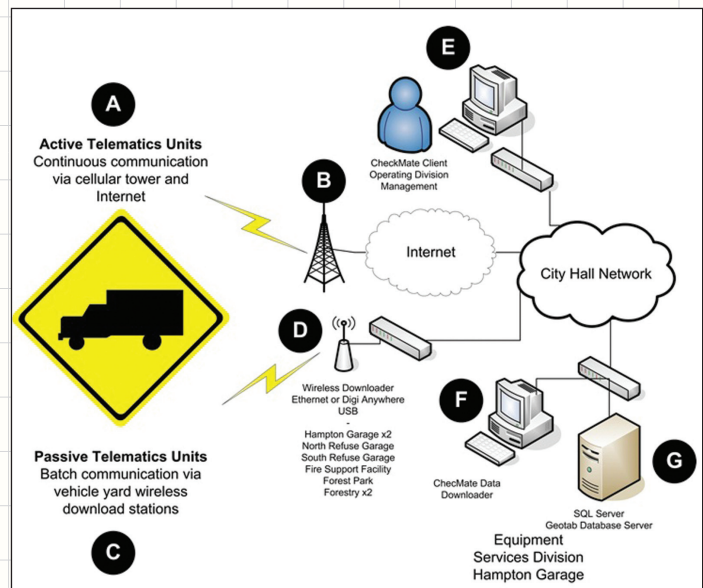 E
A
Active Telematics Units
Continuous communication
via cellular tower and
Internet
CheckMate Client
Operating Division
Management
B
Internet
City Hall Network
D
Wireless Downloader
Ethernet or Digi Anywhere
USB
-
Hampton Garage x2
North Refuse Garage
South Refuse Garage
Fire Support Facility
Forest Park
Forestry x2
F
ChecMate Data
Downloader
G
SQL Server
Geotab Database Server
Equipment
Services Division
Hampton Garage
Passive Telematics Units
Batch communication via
vehicle yard wireless
download stations
C